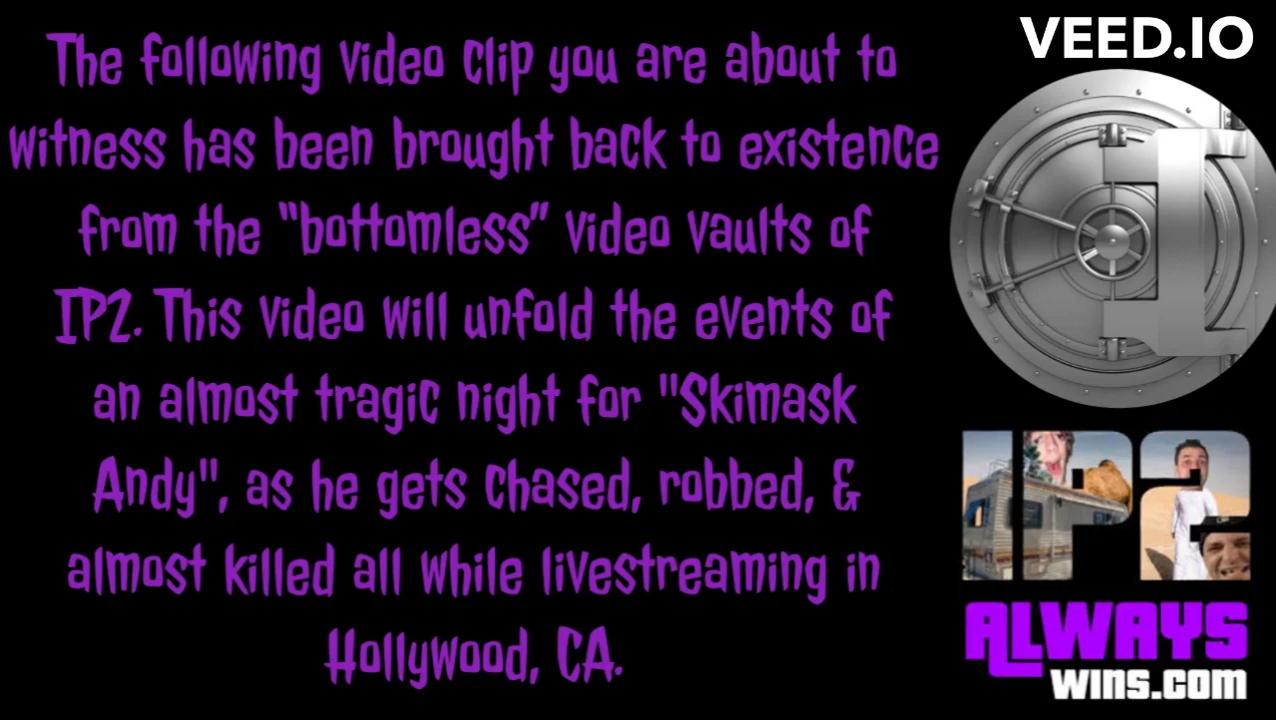 The following video clip you are about to
witness has been brought back to existence
from the “bottomless” video vaults of
IP2. This video will unfold the events of
an almost tragic night for "Skimask
Andy", as he gets chased, robbed, &
almost killed all while livestreaming in
Hollywood, CA.
VEED.IO
IP2
ALWAYS
wins.com